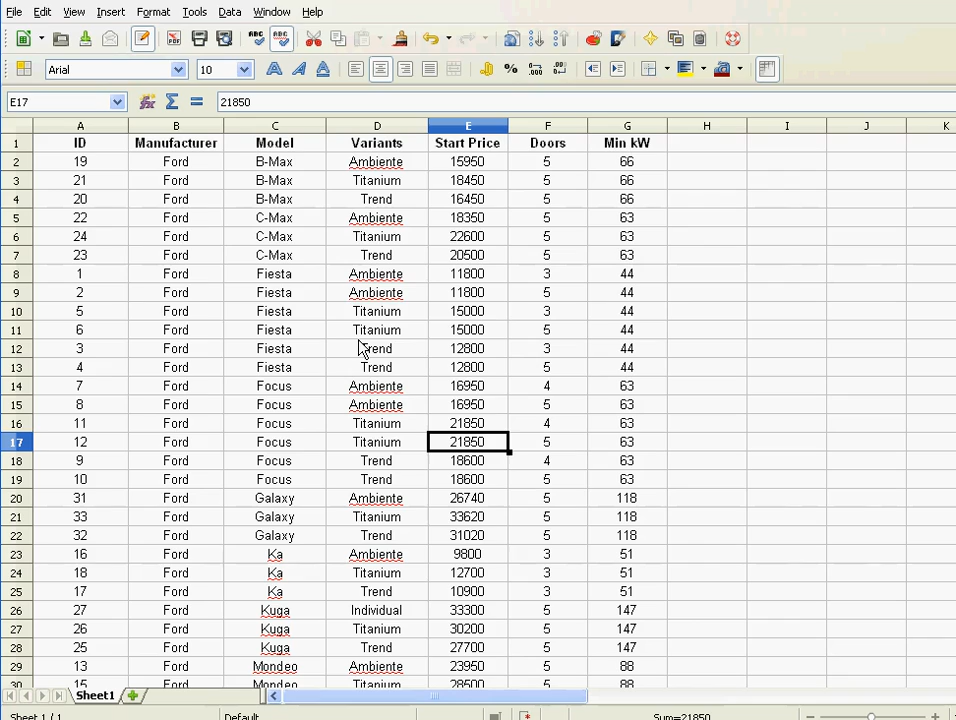 File Edit View Insert Format Tools Data Window Help
ABC ABC
Arial 10
E17 21850
A B C D E F G H I J K
1 ID Manufacturer Model Variants Start Price Doors Min kW
2 19 Ford B-Max Ambiente 15950 5 66
3 21 Ford B-Max Titanium 18450 5 66
4 20 Ford B-Max Trend 16450 5 66
5 22 Ford C-Max Ambiente 18350 5 63
6 24 Ford C-Max Titanium 22600 5 63
7 23 Ford C-Max Trend 20500 5 63
8 1 Ford Fiesta Ambiente 11800 3 44
9 2 Ford Fiesta Ambiente 11800 5 44
10 5 Ford Fiesta Titanium 15000 3 44
11 6 Ford Fiesta Titanium 15000 5 44
12 3 Ford Fiesta Trend 12800 3 44
13 4 Ford Fiesta Trend 12800 5 44
14 7 Ford Focus Ambiente 16950 4 63
15 8 Ford Focus Ambiente 16950 5 63
16 11 Ford Focus Titanium 21850 4 63
17 12 Ford Focus Titanium 21850 5 63
18 9 Ford Focus Trend 18600 4 63
19 10 Ford Focus Trend 18600 5 63
20 31 Ford Galaxy Ambiente 26740 5 118
21 33 Ford Galaxy Titanium 33620 5 118
22 32 Ford Galaxy Trend 31020 5 118
23 16 Ford Ka Ambiente 9800 3 51
24 18 Ford Ka Titanium 12700 3 51
25 17 Ford Ka Trend 10900 3 51
26 27 Ford Kuga Individual 33300 5 147
27 26 Ford Kuga Titanium 30200 5 147
28 25 Ford Kuga Trend 27700 5 147
29 13 Ford Mondeo Ambiente 23950 5 88
30 15 Ford Mondeo Titanium 28500 5 88
Sheet1
Sheet 1 / 1 Default Sum=21850